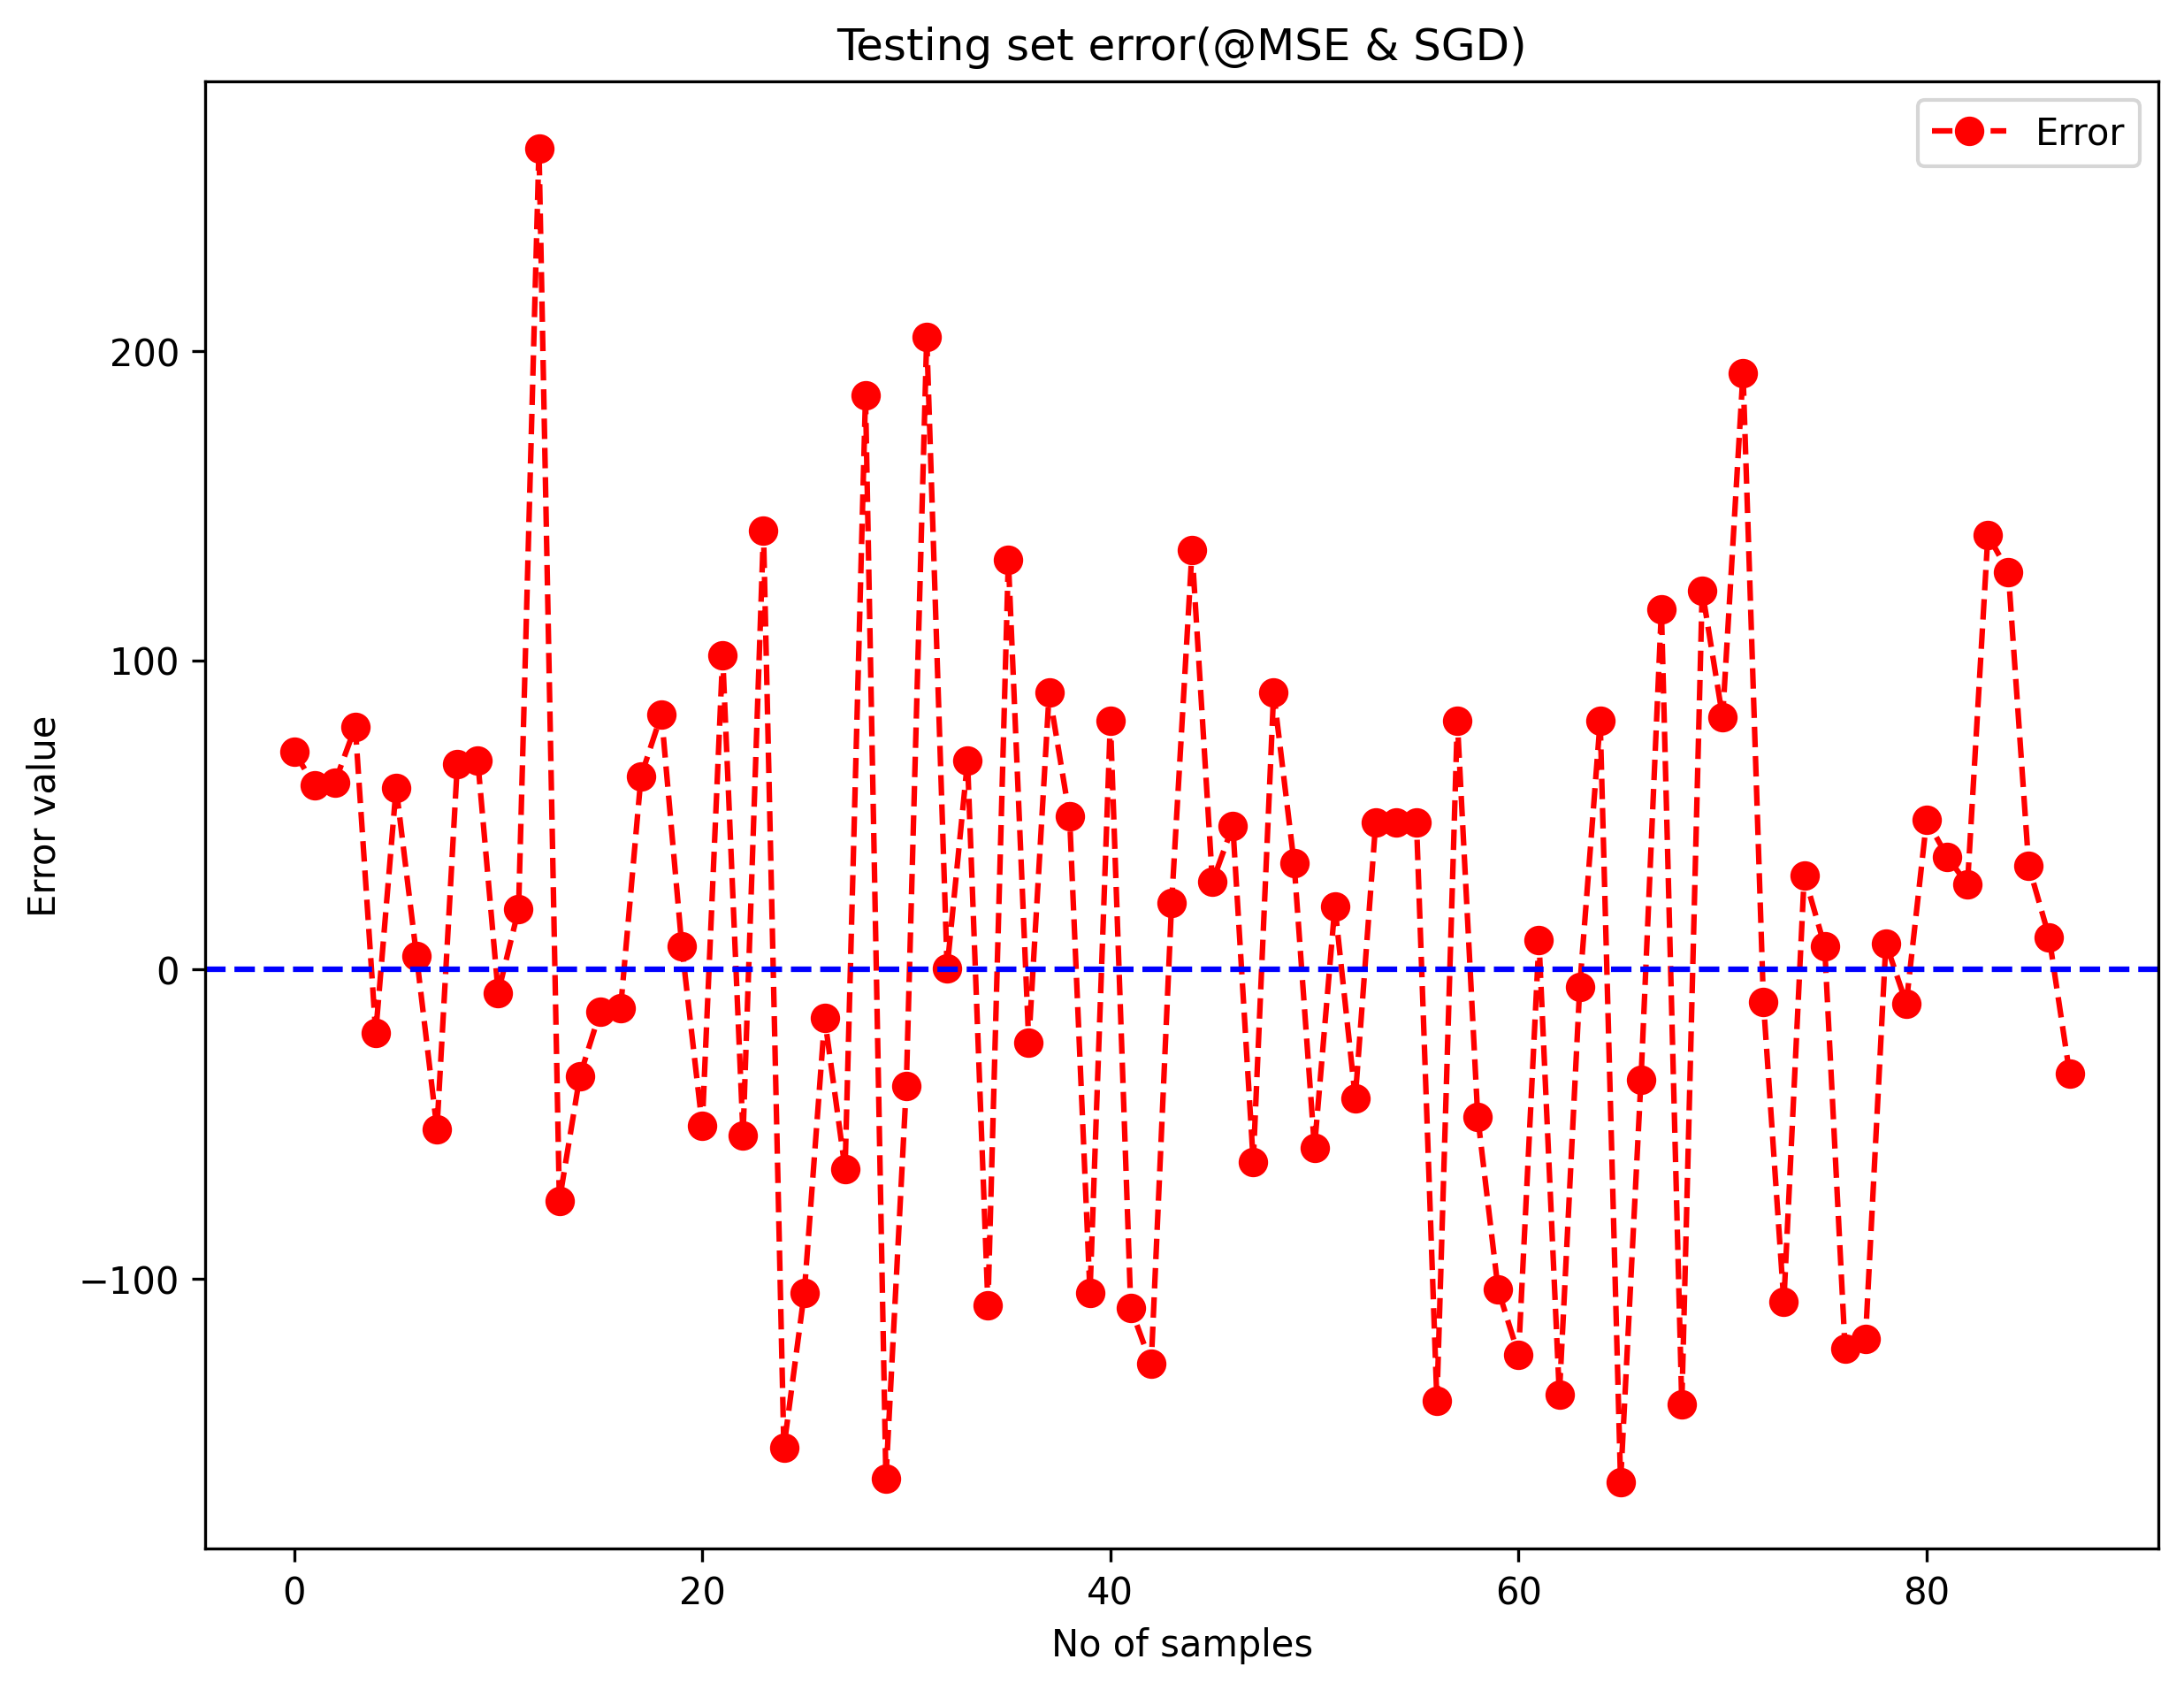 Testing set error(@MSE & SGD)
Error
200
100
0
−100
Error value
0 20 40 60 80
No of samples